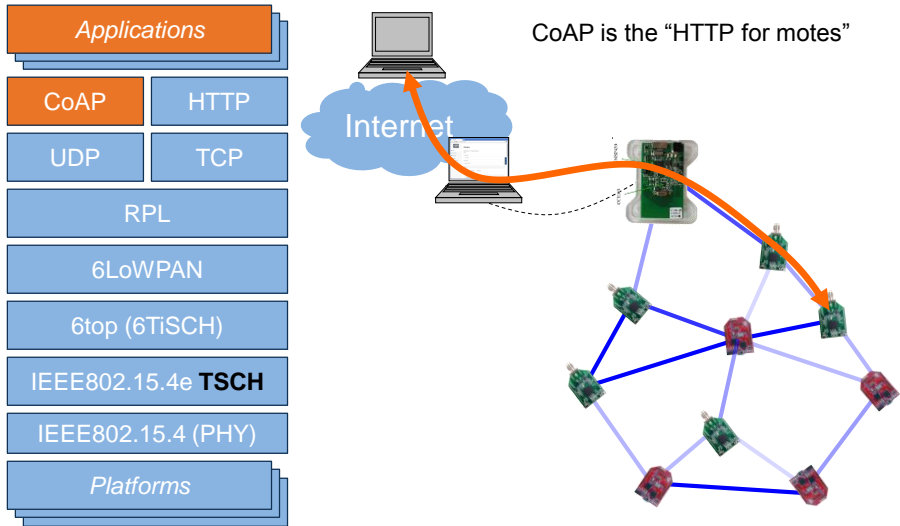 Applications
CoAP
HTTP
UDP
TCP
RPL
6LoWPAN
6top (6TiSCH)
IEEE802.15.4e TSCH
IEEE802.15.4 (PHY)
Platforms
CoAP is the “HTTP for motes”
Internet